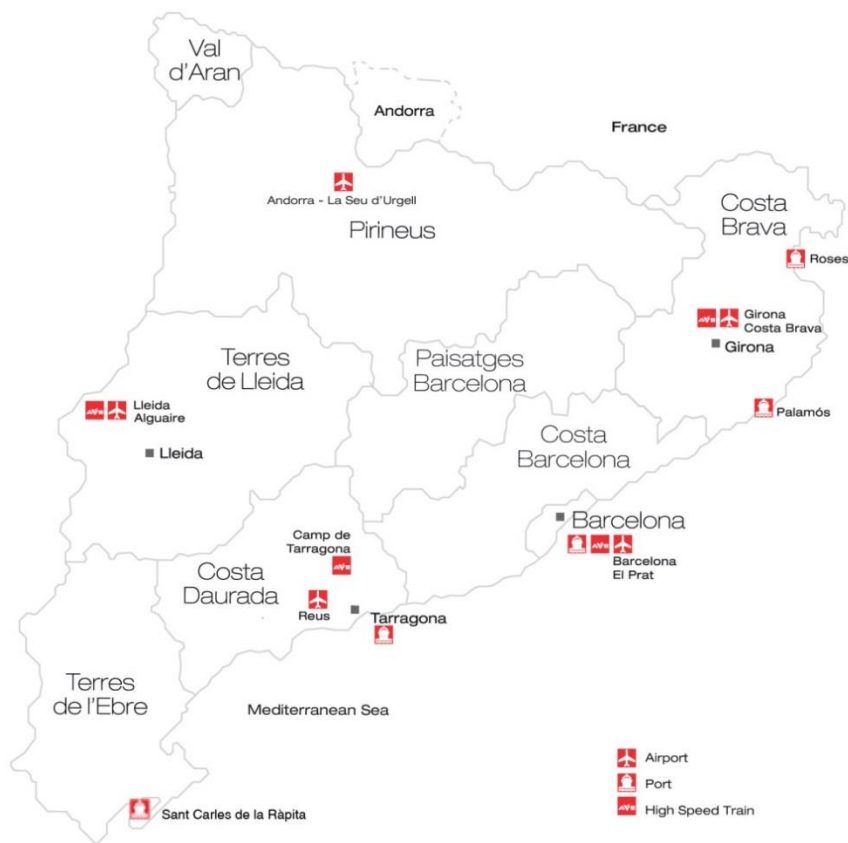 Val
d'Aran
Andorra
France
Andorra - La Seu d'Urgell
Pirineus
Costa
Brava
Roses
Girona
Costa Brava
Girona
Terres
de Lleida
Paisatges
Barcelona
Lleida
Alguaire
Lleida
Palamós
Costa
Barcelona
Barcelona
Barcelona
El Prat
Camp de
Tarragona
Costa
Daurada
Reus
Tarragona
Terres
de l'Ebre
Mediterranean Sea
Sant Carles de la Ràpita
Airport
Port
High Speed Train